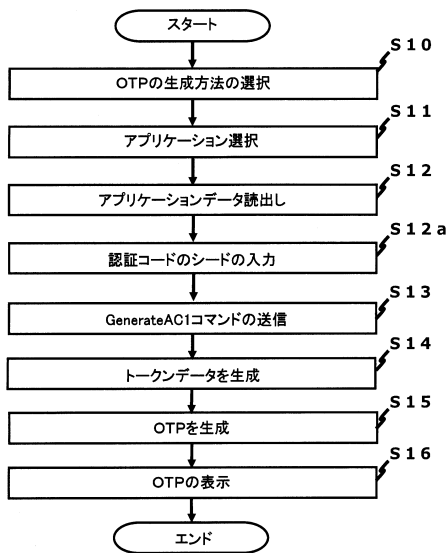 スタート
S10
OTPの生成方法の選択
S11
アプリケーション選択
S12
アプリケーションデータ読出し
S12a
認証コードのシードの入力
S13
GenerateAC1コマンドの送信
S14
トークンデータを生成
S15
OTPを生成
S16
OTPの表示
エンド